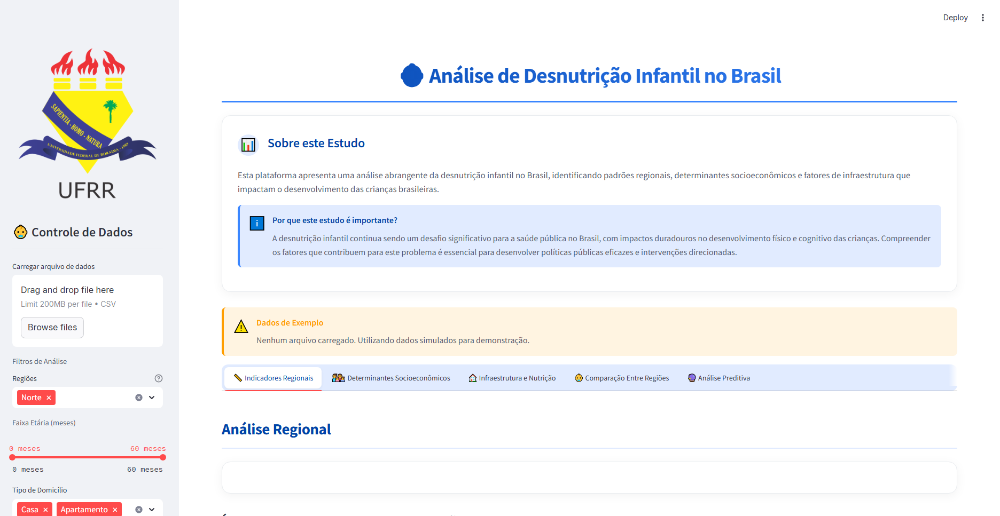 SAPIENTIA - HOMO - NATURA
UNIVERSIDADE FEDERAL DE RORAIMA - 1989
UFRR
Controle de Dados
Carregar arquivo de dados
Drag and drop file here
Limit 200MB per file • CSV
Browse files
Filtros de Análise
Regiões
Norte
Faixa Etária (meses)
0 meses 60 meses
0 meses 60 meses
Tipo de Domicílio
Casa Apartamento
Deploy
Análise de Desnutrição Infantil no Brasil
Sobre este Estudo
Esta plataforma apresenta uma análise abrangente da desnutrição infantil no Brasil, identificando padrões regionais, determinantes socioeconômicos e fatores de infraestrutura que
impactam o desenvolvimento das crianças brasileiras.
Por que este estudo é importante?
A desnutrição infantil continua sendo um desafio significativo para a saúde pública no Brasil, com impactos duradouros no desenvolvimento físico e cognitivo das crianças. Compreender
os fatores que contribuem para este problema é essencial para desenvolver políticas públicas eficazes e intervenções direcionadas.
Dados de Exemplo
Nenhum arquivo carregado. Utilizando dados simulados para demonstração.
Indicadores Regionais Determinantes Socioeconômicos Infraestrutura e Nutrição Comparação Entre Regiões Análise Preditiva
Análise Regional